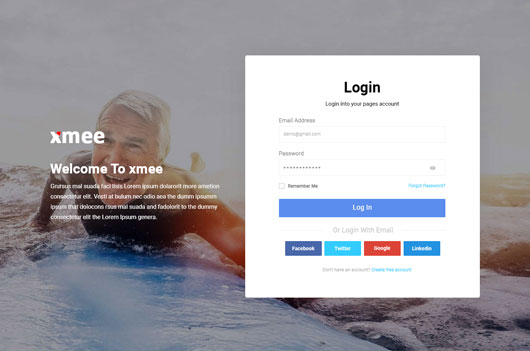 xmee
Welcome To xmee
Grursus mal suada faci lisis Lorem ipsum dolarorit more ametion
consectetur elit. Vesti at bulum nec odio aea the dumm ipsumm
ipsum that dolocons rsus mal suada and fadolorit to the dummy
consectetur elit the Lorem Ipsum genera.
Login
Login into your pages account
Email Address
demo@gmail.com
Password
************
Remember Me
Forgot Password?
Log In
Or Login With Email
Facebook
Twitter
Google
Linkedin
Don't have an account? Create free account